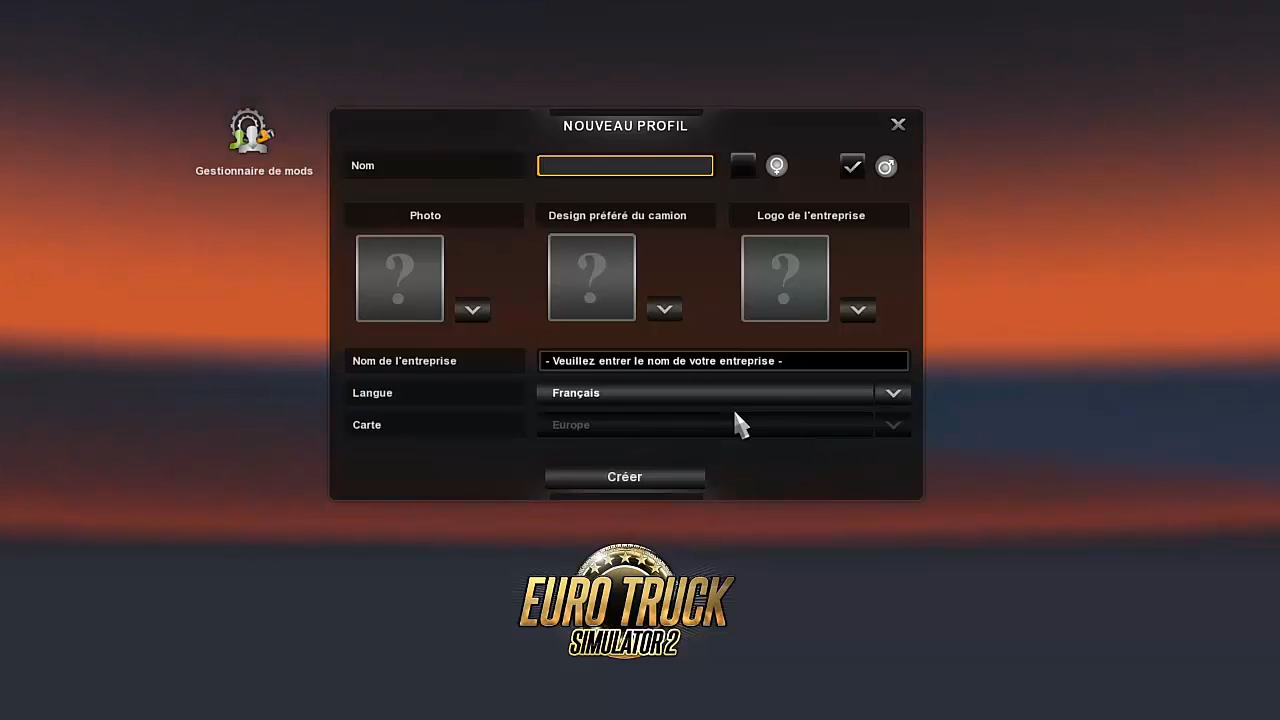 NOUVEAU PROFIL
Gestionnaire de mods
Nom
Photo
Design préféré du camion
Logo de l'entreprise
?
?
?
Nom de l'entreprise
- Veuillez entrer le nom de votre entreprise -
Langue
Français
Carte
Europe
Créer
EURO TRUCK
SIMULATOR 2